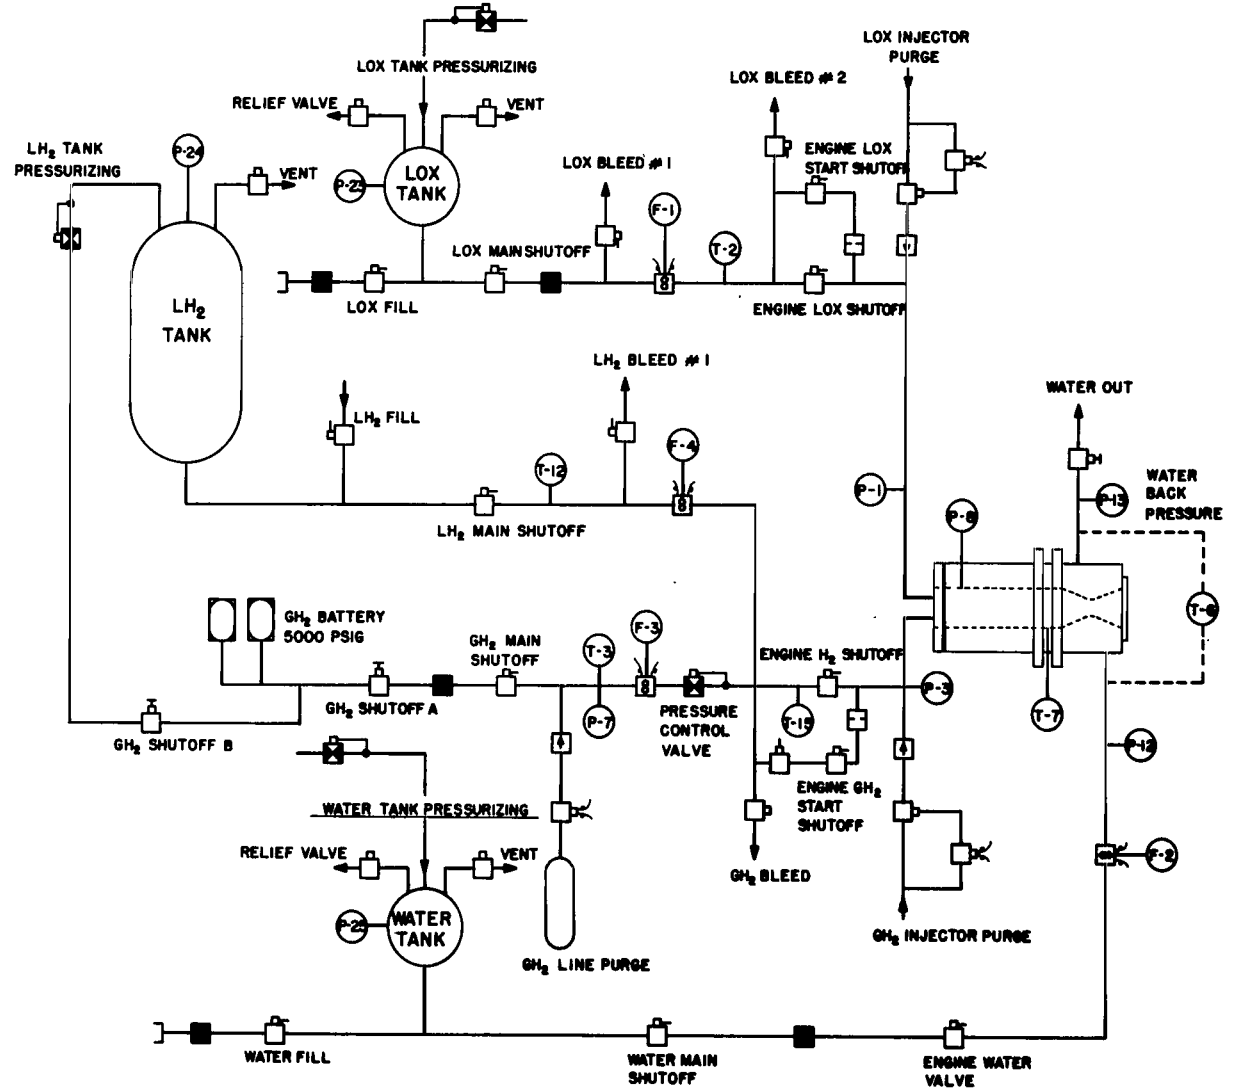 LOX INJECTOR
PURGE
LOX TANK PRESSURIZING
LOX BLEED # 2
RELIEF VALVE
VENT
LH₂ TANK
PRESSURIZING
P-24
VENT
P-23
LOX
TANK
LOX BLEED # 1
ENGINE LOX
START SHUTOFF
F-1
LOX MAIN SHUTOFF
T-2
8
LOX FILL
ENGINE LOX SHUTOFF
LH₂
TANK
LH₂ BLEED # 1
WATER OUT
LH₂ FILL
F-4
T-12
P-1
P-13
WATER
BACK
PRESSURE
8
LH₂ MAIN SHUTOFF
P-8
GH₂ BATTERY
5000 PSIG
T-6
GH₂ MAIN
SHUTOFF
T-3
F-3
ENGINE H₂ SHUTOFF
8
P-3
GH₂ SHUTOFF A
P-7
PRESSURE
CONTROL
VALVE
T-15
T-7
GH₂ SHUTOFF B
P-12
ENGINE GH₂
START
SHUTOFF
WATER TANK PRESSURIZING
RELIEF VALVE
VENT
GH₂ BLEED
8
F-2
P-25
WATER
TANK
GH₂ LINE PURGE
GH₂ INJECTOR PURGE
WATER FILL
WATER MAIN
SHUTOFF
ENGINE WATER
VALVE